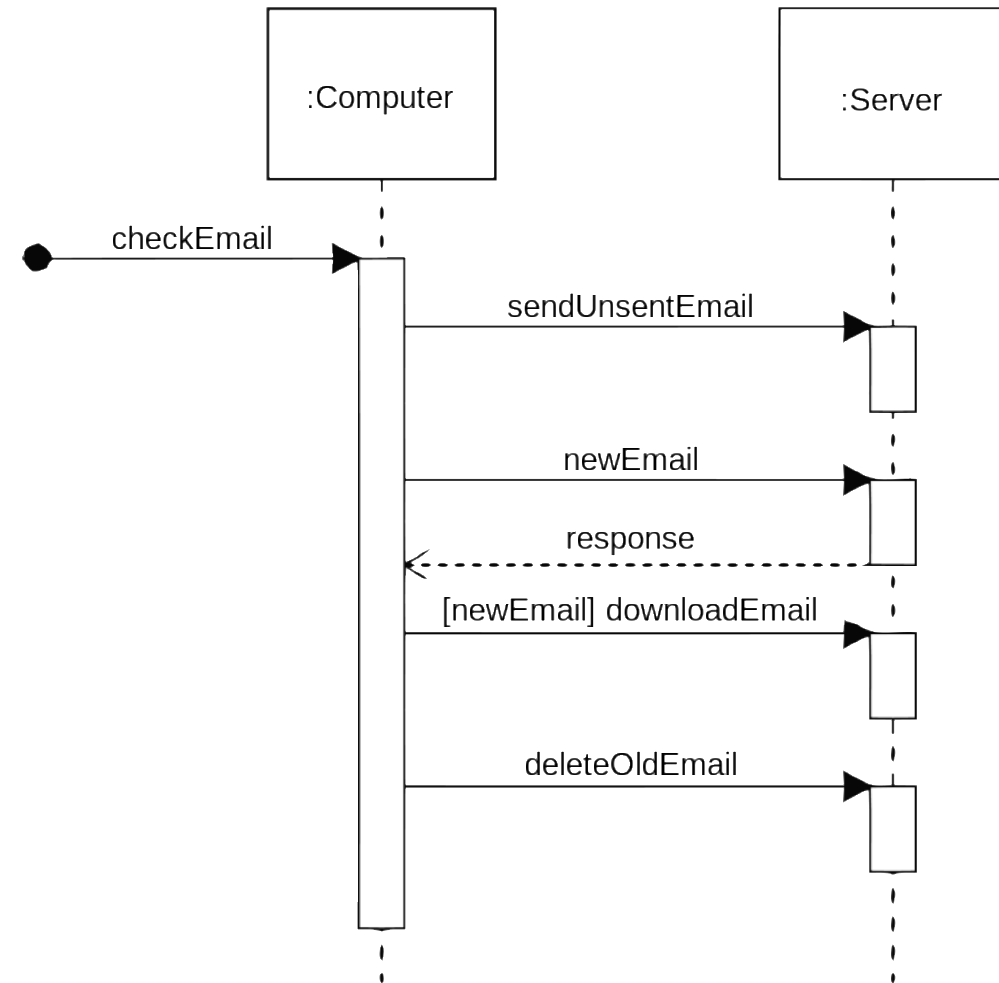 :Computer
:Server
checkEmail
sendUnsentEmail
newEmail
response
[newEmail] downloadEmail
deleteOldEmail